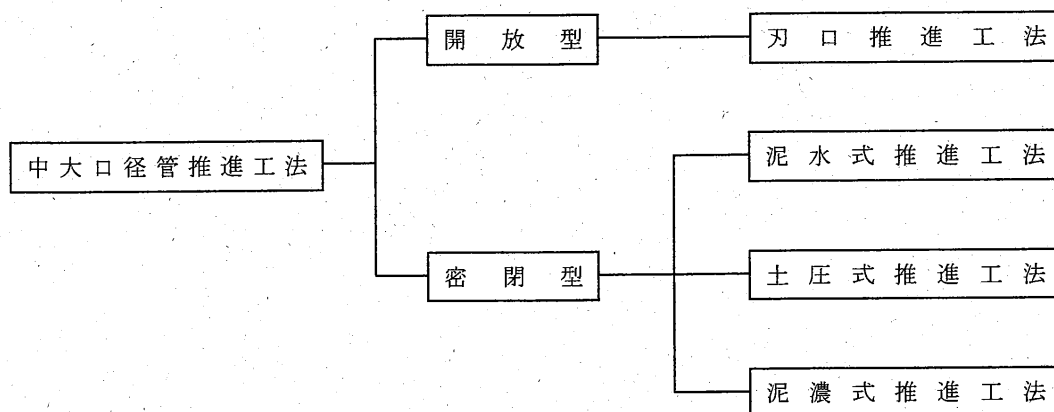 開放型
刃口推進工法
中大口径管推進工法
泥水式推進工法
密閉型
土圧式推進工法
泥濃式推進工法